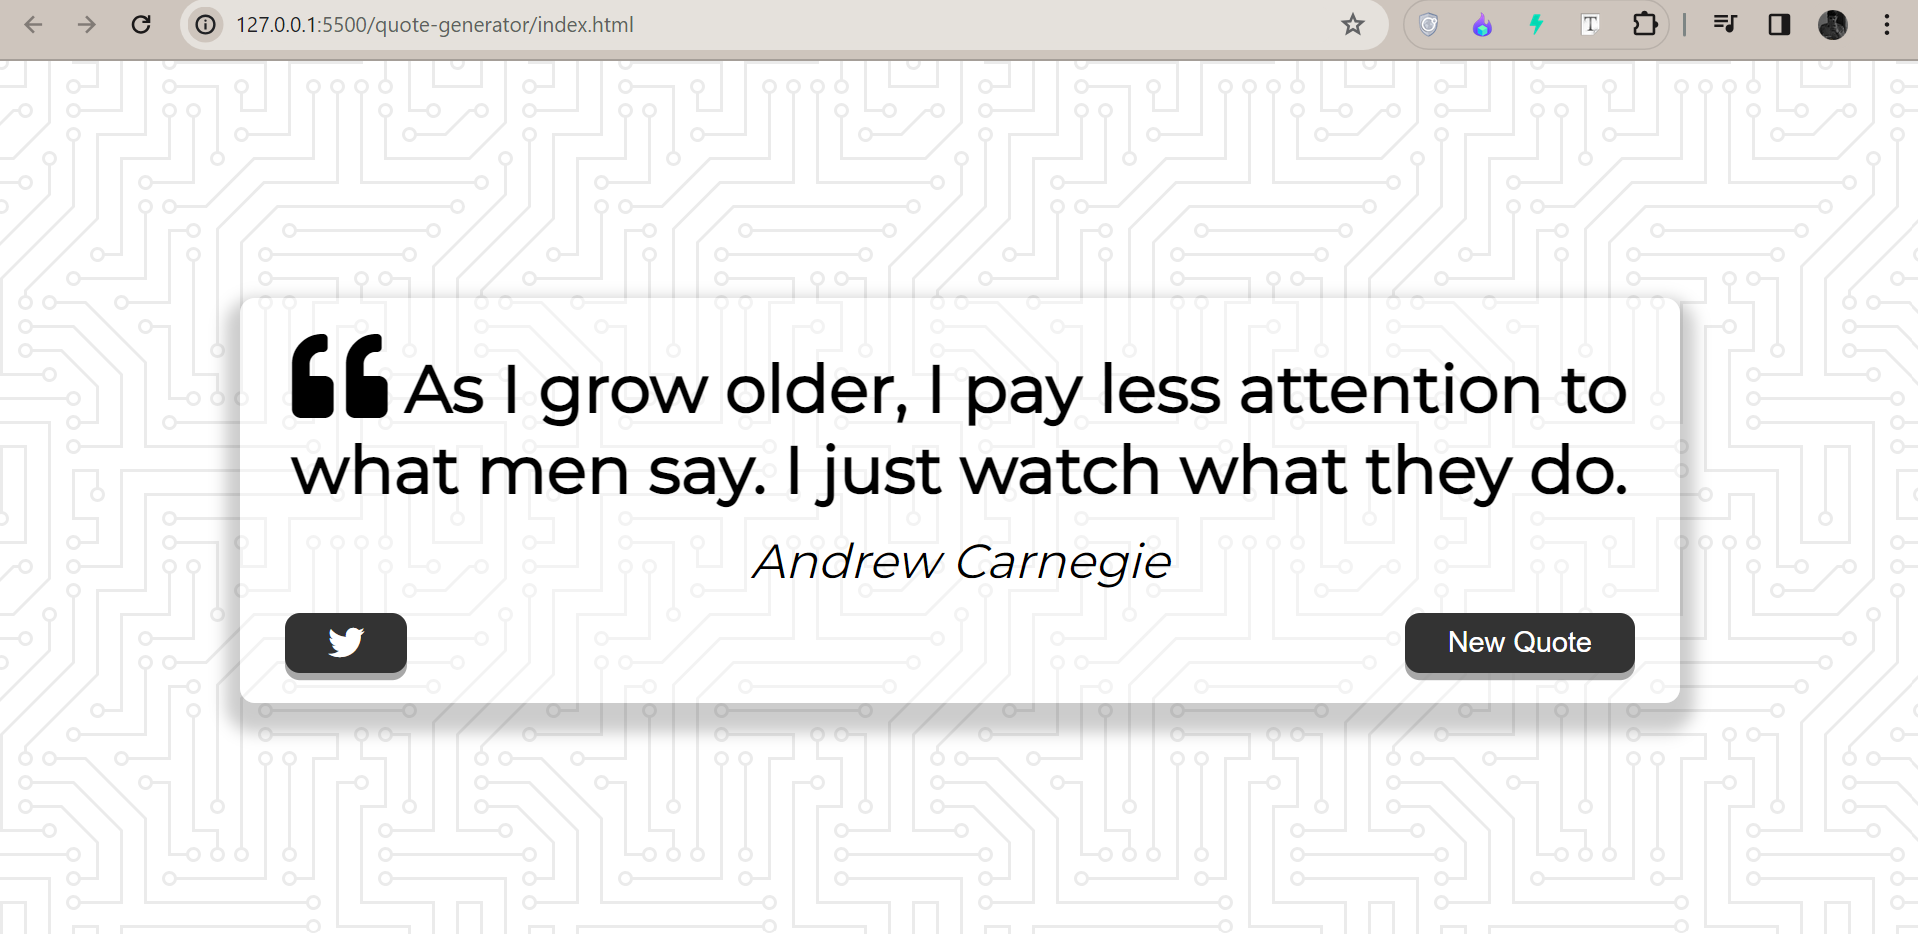 127.0.0.1:5500/quote-generator/index.html
T
As I grow older, I pay less attention to
what men say. I just watch what they do.
Andrew Carnegie
New Quote